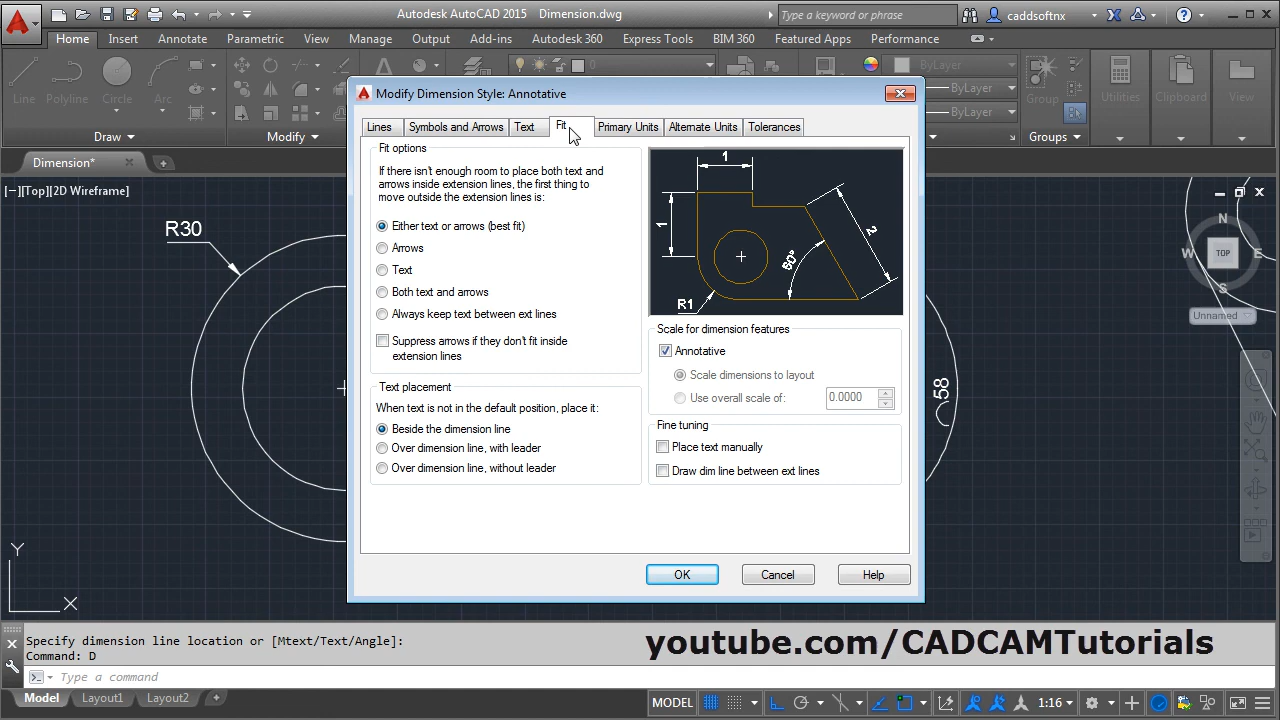 Autodesk AutoCAD 2015 Dimension.dwg
Type a keyword or phrase
caddsoftnx
Home Insert Annotate Parametric View Manage Output Add-ins Autodesk 360 Express Tools BIM 360 Featured Apps Performance
0
ByLayer
ByLayer
ByLayer
Line Polyline Circle Arc
Group
Utilities Clipboard View
Draw
Modify
Groups
Dimension*
[−][Top][2D Wireframe]
R30
58
N
W TOP E
S
Unnamed
Y
X
Modify Dimension Style: Annotative
Lines Symbols and Arrows Text Fit Primary Units Alternate Units Tolerances
Fit options
If there isn't enough room to place both text and
arrows inside extension lines, the first thing to
move outside the extension lines is:
Either text or arrows (best fit)
Arrows
Text
Both text and arrows
Always keep text between ext lines
Suppress arrows if they don't fit inside
extension lines
Text placement
When text is not in the default position, place it:
Beside the dimension line
Over dimension line, with leader
Over dimension line, without leader
1
1
2
60°
R1
Scale for dimension features
Annotative
Scale dimensions to layout
Use overall scale of: 0.0000
Fine tuning
Place text manually
Draw dim line between ext lines
OK Cancel Help
Specify dimension line location or [Mtext/Text/Angle]:
Command: D
Type a command
youtube.com/CADCAMTutorials
Model Layout1 Layout2 +
MODEL 1:16